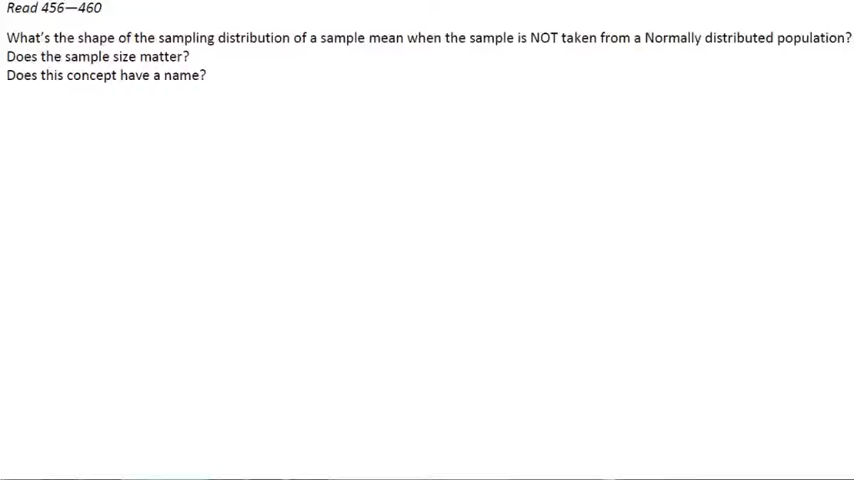 Read 456—460
What's the shape of the sampling distribution of a sample mean when the sample is NOT taken from a Normally distributed population?
Does the sample size matter?
Does this concept have a name?